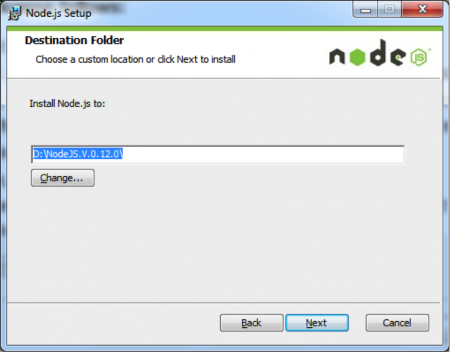 Node.js Setup
Destination Folder
Choose a custom location or click Next to install
node
JS
Install Node.js to:
D:\NodeJS.V.0.12.0\
Change...
Back Next Cancel